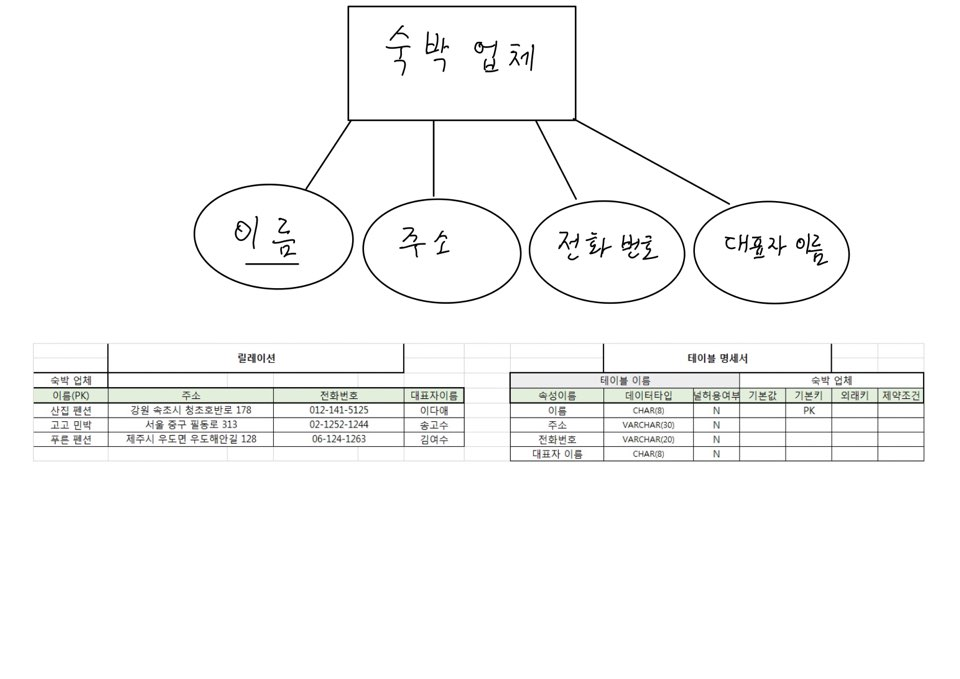 숙박 업체
이름 주소 전화 번호 대표자 이름
릴레이션
숙박 업체
이름(PK) 주소 전화번호 대표자이름
산집 펜션 강원 속초시 청초호반로 178 012-141-5125 이다애
고고 민박 서울 중구 필동로 313 02-1252-1244 송고수
푸른 펜션 제주시 우도면 우도해안길 128 06-124-1263 김여수
테이블 명세서
테이블 이름 숙박 업체
속성이름 데이터타입 널허용여부 기본값 기본키 외래키 제약조건
이름 CHAR(8) N PK
주소 VARCHAR(30) N
전화번호 VARCHAR(20) N
대표자 이름 CHAR(8) N